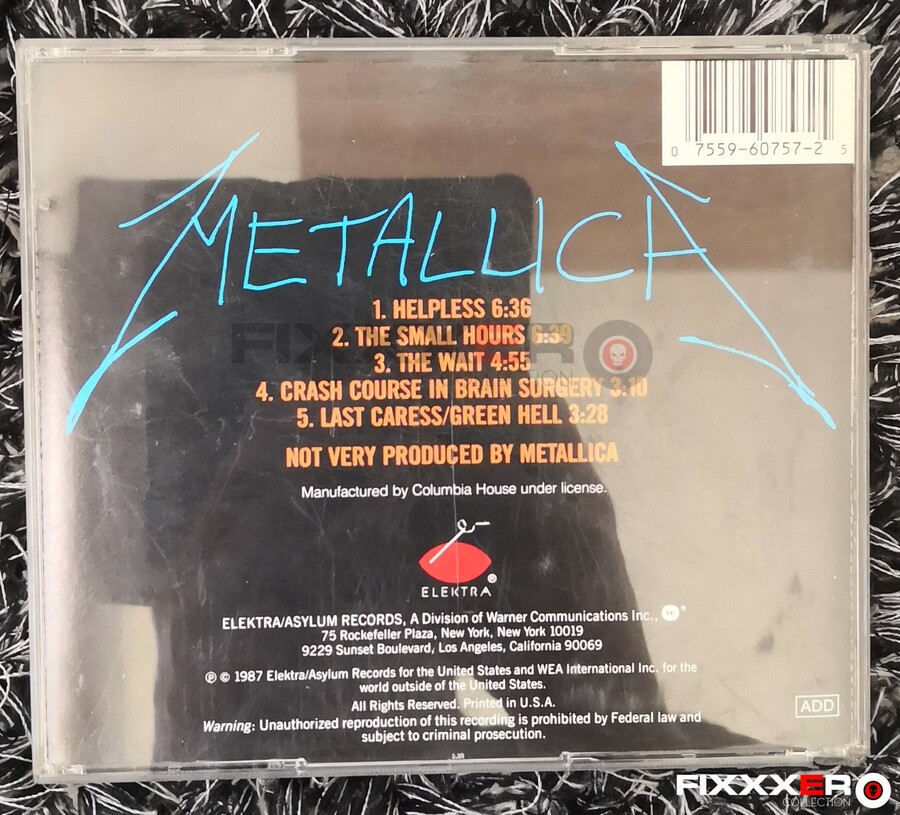 0 7559-60757-2 5
METALLICA
1. HELPLESS 6:36
2. THE SMALL HOURS 6:39
3. THE WAIT 4:55
4. CRASH COURSE IN BRAIN SURGERY 3:10
5. LAST CARESS/GREEN HELL 3:28
NOT VERY PRODUCED BY METALLICA
FIXXXERO
COLLECTION
Manufactured by Columbia House under license.
ELEKTRA®
ELEKTRA/ASYLUM RECORDS, A Division of Warner Communications Inc.,
75 Rockefeller Plaza, New York, New York 10019
9229 Sunset Boulevard, Los Angeles, California 90069
℗ © 1987 Elektra/Asylum Records for the United States and WEA International Inc. for the
world outside of the United States.
All Rights Reserved. Printed in U.S.A.
Warning: Unauthorized reproduction of this recording is prohibited by Federal law and
subject to criminal prosecution.
ADD
FIXXXERO
COLLECTION